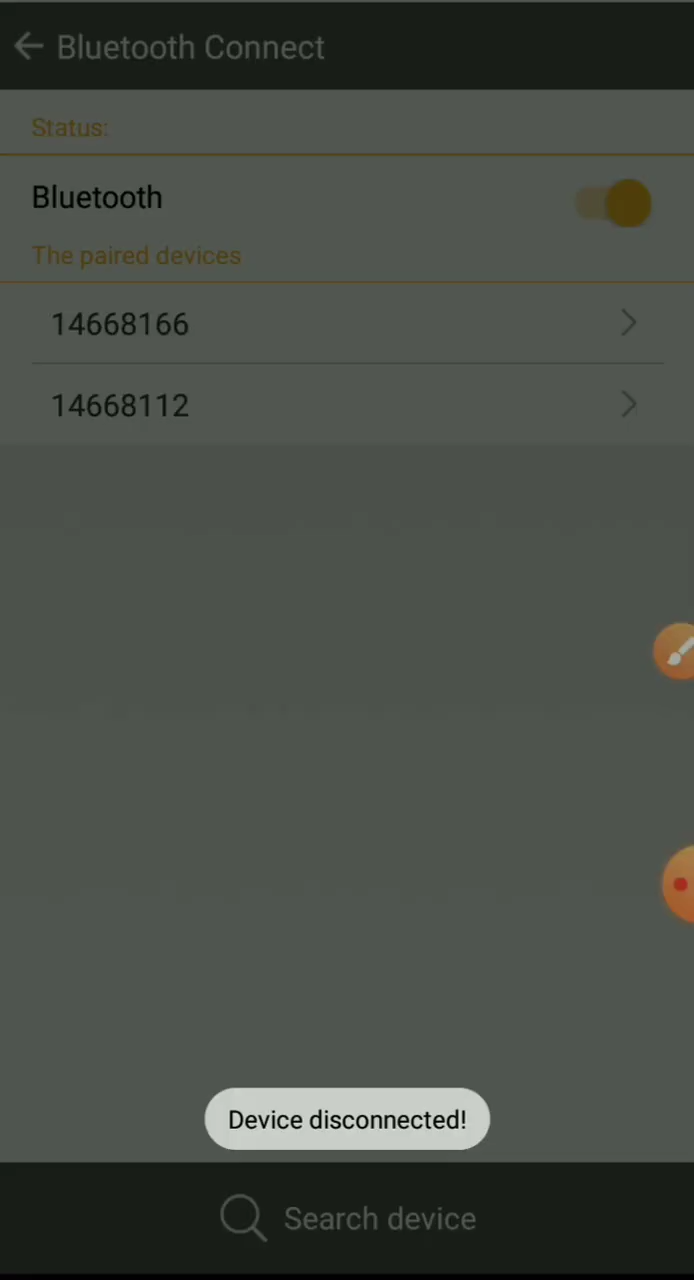 Bluetooth Connect
Status:
Bluetooth
The paired devices
14668166
14668112
Device disconnected!
Search device